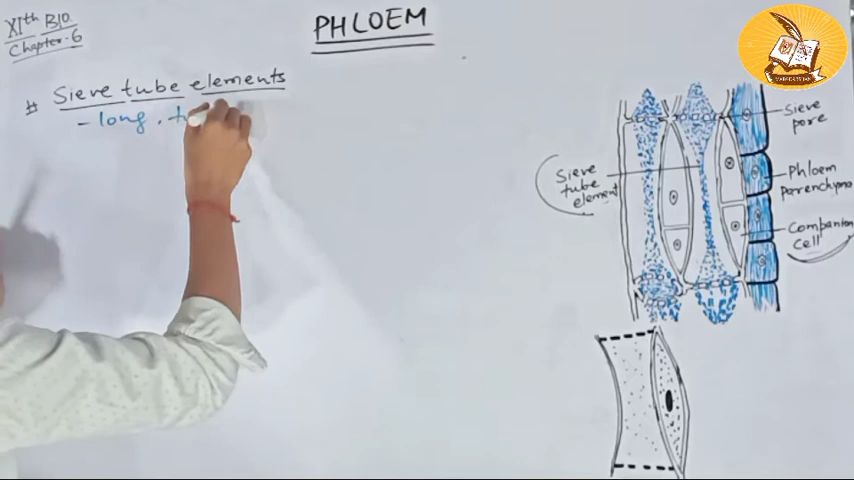 XIth BIO.
Chapter-6
PHLOEM
# Sieve tube elements
- long, t
Sieve
pore
Sieve
tube
element
Phloem
parenchyma
Companion
cell